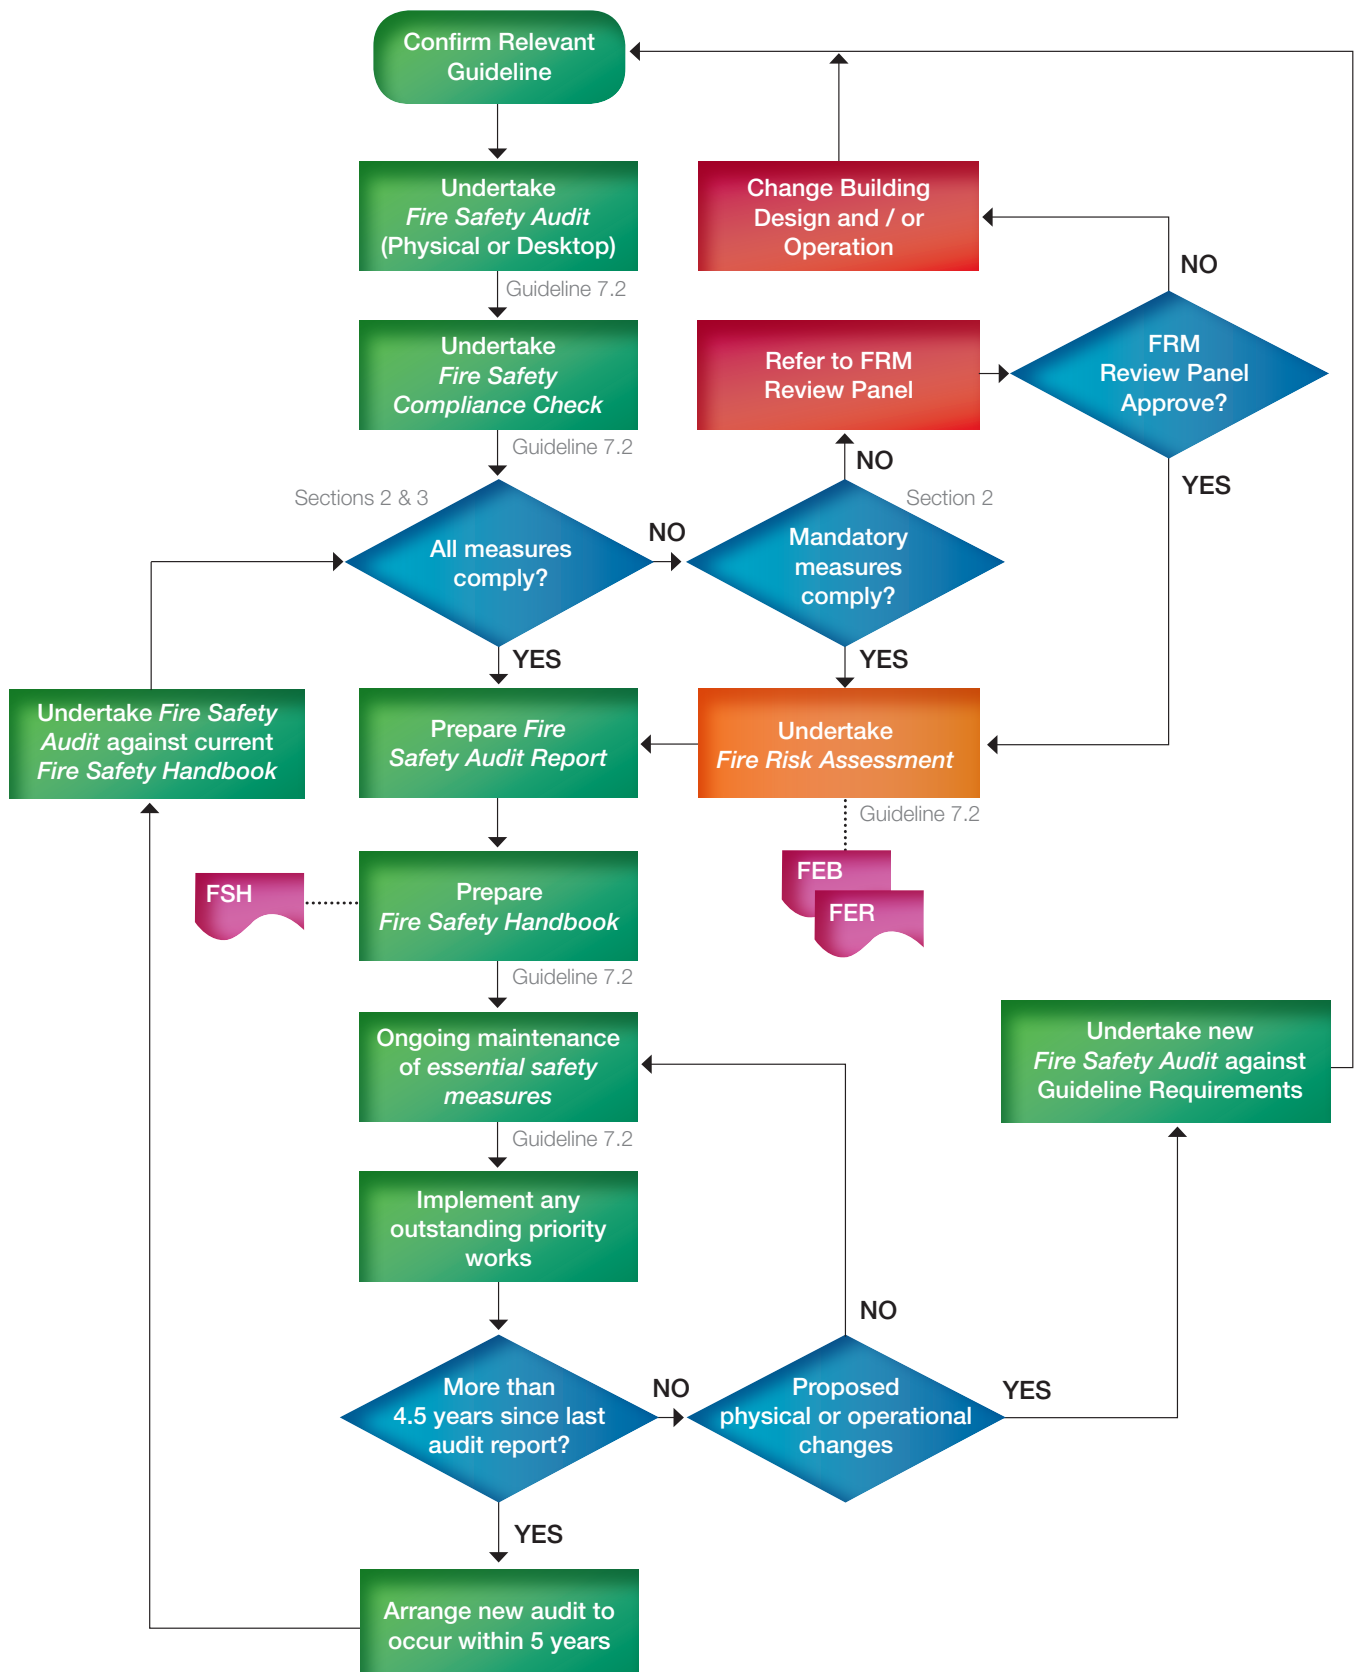 Confirm Relevant
Guideline
Undertake
Fire Safety Audit
(Physical or Desktop)
Guideline 7.2
Change Building
Design and / or
Operation
NO
Undertake
Fire Safety
Compliance Check
Guideline 7.2
Refer to FRM
Review Panel
FRM
Review Panel
Approve?
NO
YES
Sections 2 & 3
All measures
comply?
NO
Section 2
Mandatory
measures
comply?
YES
YES
Undertake Fire Safety
Audit against current
Fire Safety Handbook
Prepare Fire
Safety Audit Report
Undertake
Fire Risk Assessment
Guideline 7.2
FEB
FER
FSH
Prepare
Fire Safety Handbook
Guideline 7.2
Ongoing maintenance
of essential safety
measures
Guideline 7.2
Undertake new
Fire Safety Audit against
Guideline Requirements
Implement any
outstanding priority
works
NO
More than
4.5 years since last
audit report?
NO
Proposed
physical or operational
changes
YES
YES
Arrange new audit to
occur within 5 years